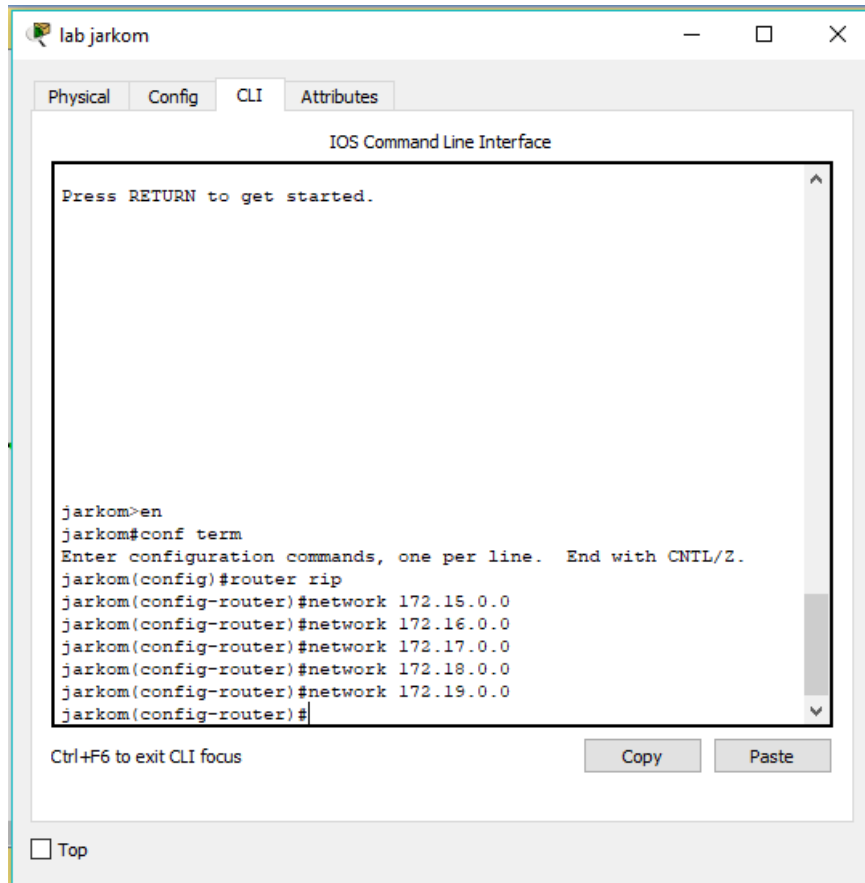 lab jarkom
Physical Config CLI Attributes
IOS Command Line Interface
Press RETURN to get started.
jarkom>en
jarkom#conf term
Enter configuration commands, one per line.  End with CNTL/Z.
jarkom(config)#router rip
jarkom(config-router)#network 172.15.0.0
jarkom(config-router)#network 172.16.0.0
jarkom(config-router)#network 172.17.0.0
jarkom(config-router)#network 172.18.0.0
jarkom(config-router)#network 172.19.0.0
jarkom(config-router)#
Ctrl+F6 to exit CLI focus
Copy
Paste
Top